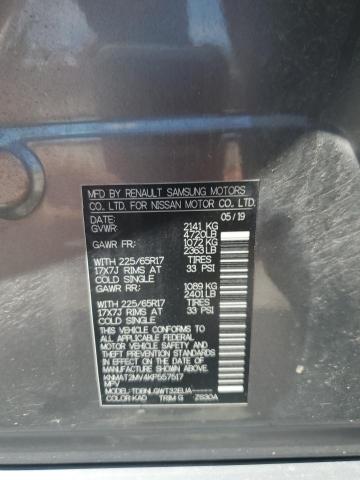 MFD BY RENAULT SAMSUNG MOTORS
CO., LTD. FOR NISSAN MOTOR CO., LTD.
DATE: 05/19
GVWR: 2141 KG
4720LB
GAWR FR: 1072 KG
2363 LB
WITH 225/65R17 TIRES
17X7J RIMS AT 33 PSI
COLD SINGLE
GAWR RR: 1089 KG
2401 LB
WITH 225/65R17 TIRES
17X7J RIMS AT 33 PSI
COLD SINGLE
THIS VEHICLE CONFORMS TO
ALL APPLICABLE FEDERAL
MOTOR VEHICLE SAFETY AND
THEFT PREVENTION STANDARDS
IN EFFECT ON THE DATE OF
MANUFACTURE SHOWN ABOVE.
KNMAT2MV4KP557517
MPV
MODEL: TDBNLGWT32EUA-----
COLOR:KAD TRIM:G ZS30A